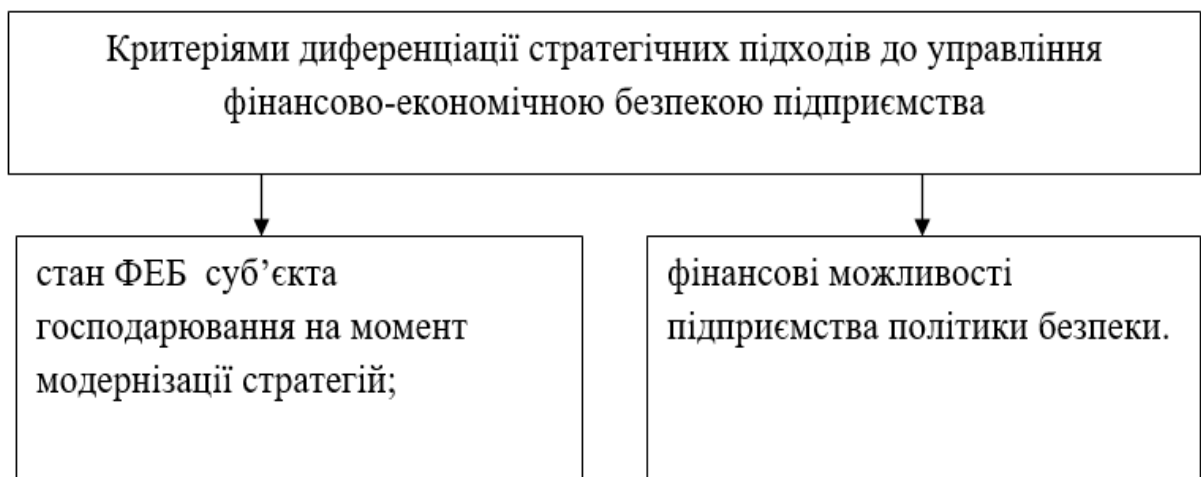 Критеріями диференціації стратегічних підходів до управління
фінансово-економічною безпекою підприємства
стан ФЕБ суб’єкта
господарювання на момент
модернізації стратегій;
фінансові можливості
підприємства політики безпеки.